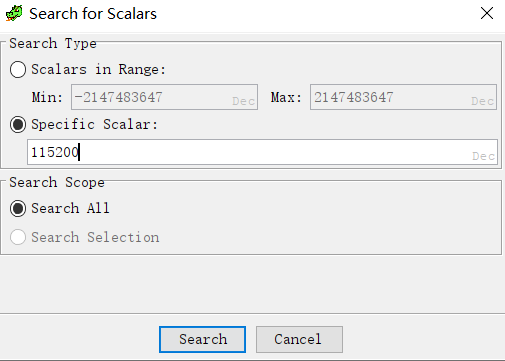 Search for Scalars
Search Type
Scalars in Range:
Min: -2147483647 Dec Max: 2147483647 Dec
Specific Scalar:
115200 Dec
Search Scope
Search All
Search Selection
Search Cancel